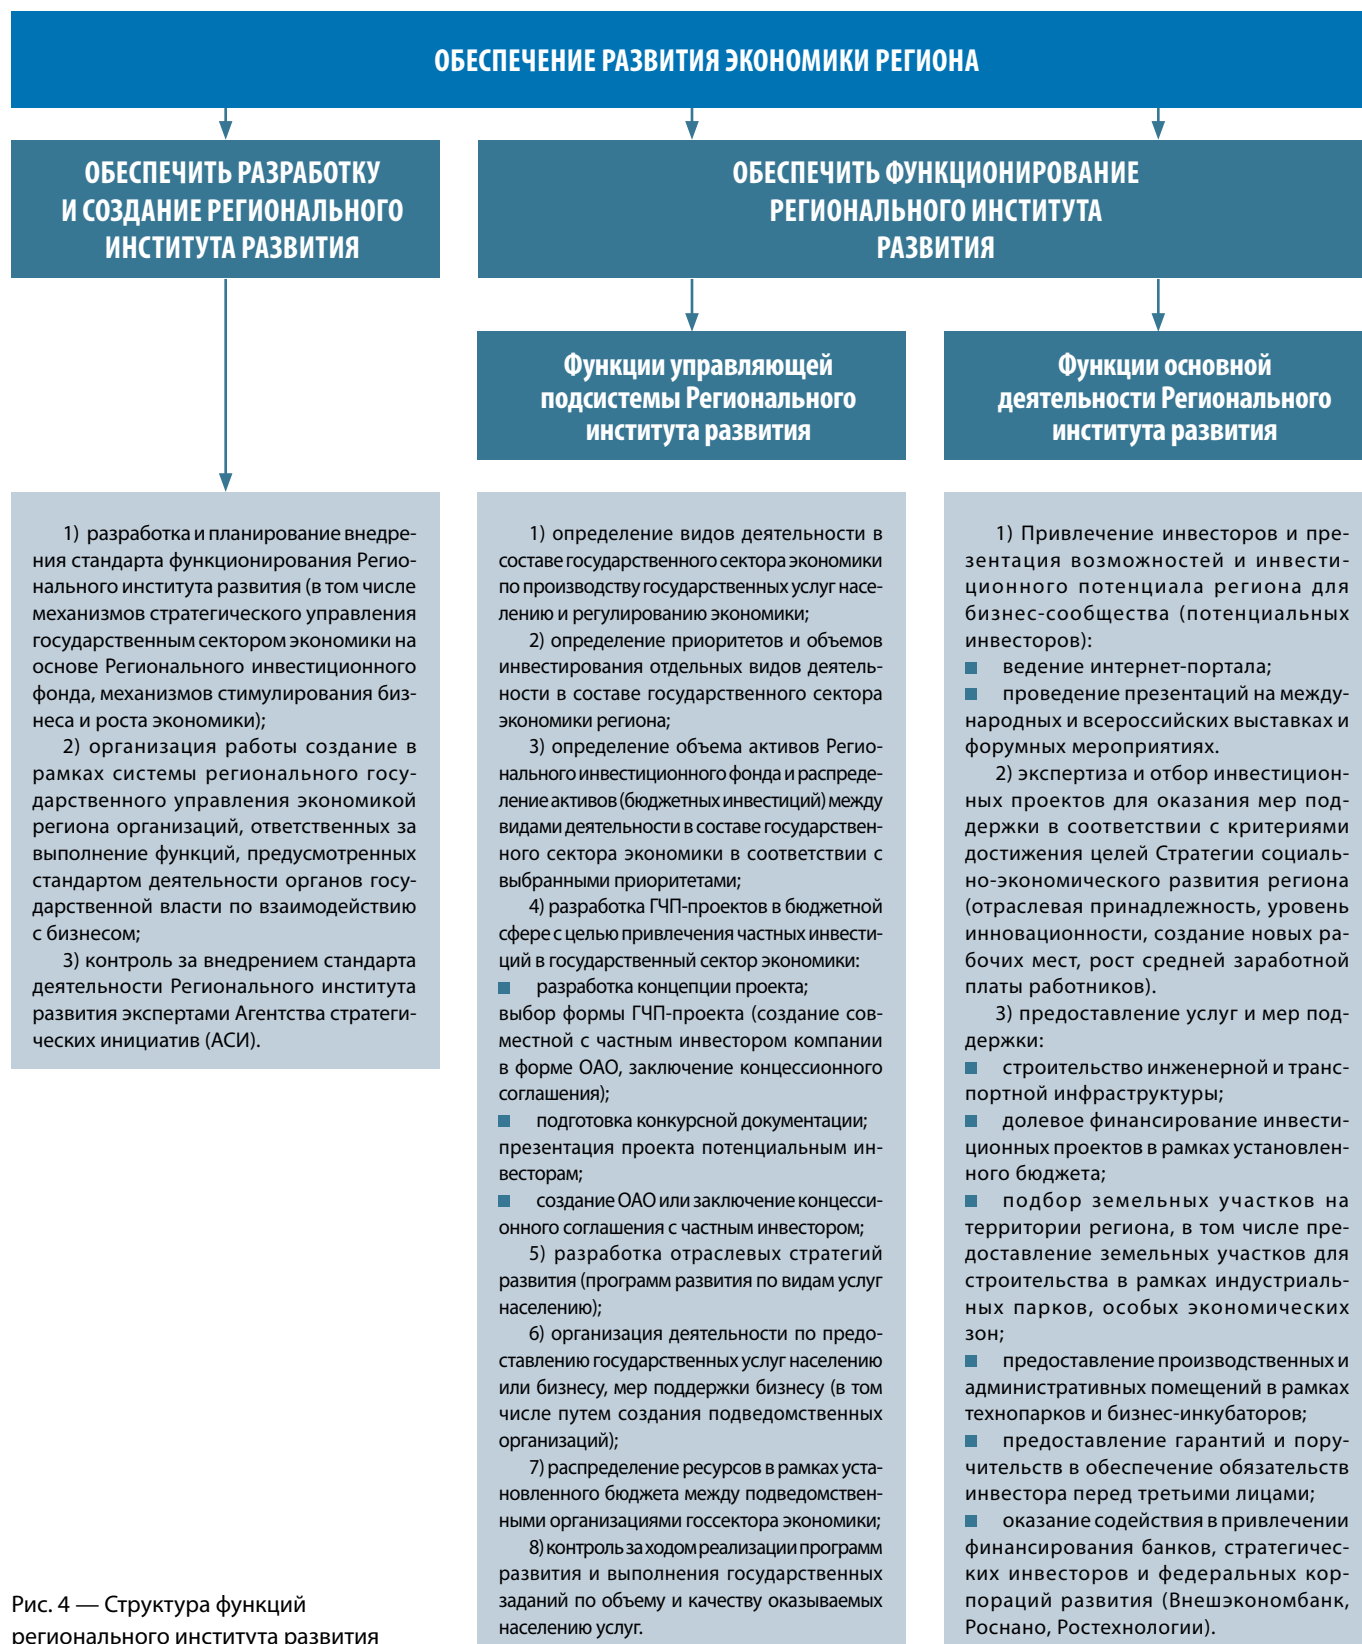 ОБЕСПЕЧЕНИЕ РАЗВИТИЯ ЭКОНОМИКИ РЕГИОНА
ОБЕСПЕЧИТЬ РАЗРАБОТКУ
И СОЗДАНИЕ РЕГИОНАЛЬНОГО
ИНСТИТУТА РАЗВИТИЯ
ОБЕСПЕЧИТЬ ФУНКЦИОНИРОВАНИЕ
РЕГИОНАЛЬНОГО ИНСТИТУТА
РАЗВИТИЯ
Функции управляющей
подсистемы Регионального
института развития
Функции основной
деятельности Регионального
института развития
1) разработка и планирование внедре-
ния стандарта функционирования Регио-
нального института развития (в том числе
механизмов стратегического управления
государственным сектором экономики на
основе Регионального инвестиционного
фонда, механизмов стимулирования биз-
неса и роста экономики);
2) организация работы создание в
рамках системы регионального госу-
дарственного управления экономикой
региона организаций, ответственных за
выполнение функций, предусмотренных
стандартом деятельности органов госу-
дарственной власти по взаимодействию
с бизнесом;
3) контроль за внедрением стандарта
деятельности Регионального института
развития экспертами Агентства стратеги-
ческих инициатив (АСИ).
1) определение видов деятельности в
составе государственного сектора экономики
по производству государственных услуг насе-
лению и регулированию экономики;
2) определение приоритетов и объемов
инвестирования отдельных видов деятель-
ности в составе государственного сектора
экономики региона;
3) определение объема активов Регио-
нального инвестиционного фонда и распреде-
ление активов (бюджетных инвестиций) между
видами деятельности в составе государствен-
ного сектора экономики в соответствии с
выбранными приоритетами;
4) разработка ГЧП-проектов в бюджетной
сфере с целью привлечения частных инвести-
ций в государственный сектор экономики:
■ разработка концепции проекта;
выбор формы ГЧП-проекта (создание сов-
местной с частным инвестором компании
в форме ОАО, заключение концессионного
соглашения);
■ подготовка конкурсной документации;
презентация проекта потенциальным ин-
весторам;
■ создание ОАО или заключение концесси-
онного соглашения с частным инвестором;
5) разработка отраслевых стратегий
развития (программ развития по видам услуг
населению);
6) организация деятельности по предо-
ставлению государственных услуг населению
или бизнесу, мер поддержки бизнесу (в том
числе путем создания подведомственных
организаций);
7) распределение ресурсов в рамках уста-
новленного бюджета между подведомствен-
ными организациями госсектора экономики;
8) контроль за ходом реализации программ
развития и выполнения государственных
заданий по объему и качеству оказываемых
населению услуг.
1) Привлечение инвесторов и пре-
зентация возможностей и инвести-
ционного потенциала региона для
бизнес-сообщества (потенциальных
инвесторов):
■ ведение интернет-портала;
■ проведение презентаций на между-
народных и всероссийских выставках и
форумных мероприятиях.
2) экспертиза и отбор инвестицион-
ных проектов для оказания мер под-
держки в соответствии с критериями
достижения целей Стратегии социаль-
но-экономического развития региона
(отраслевая принадлежность, уровень
инновационности, создание новых ра-
бочих мест, рост средней заработной
платы работников).
3) предоставление услуг и мер под-
держки:
■ строительство инженерной и транс-
портной инфраструктуры;
■ долевое финансирование инвести-
ционных проектов в рамках установлен-
ного бюджета;
■ подбор земельных участков на
территории региона, в том числе пре-
доставление земельных участков для
строительства в рамках индустриаль-
ных парков, особых экономических
зон;
■ предоставление производственных и
административных помещений в рамках
технопарков и бизнес-инкубаторов;
■ предоставление гарантий и пору-
чительств в обеспечение обязательств
инвестора перед третьими лицами;
■ оказание содействия в привлечении
финансирования банков, стратегичес-
ких инвесторов и федеральных кор-
пораций развития (Внешэкономбанк,
Роснано, Ростехнологии).
Рис. 4 — Структура функций
регионального института развития